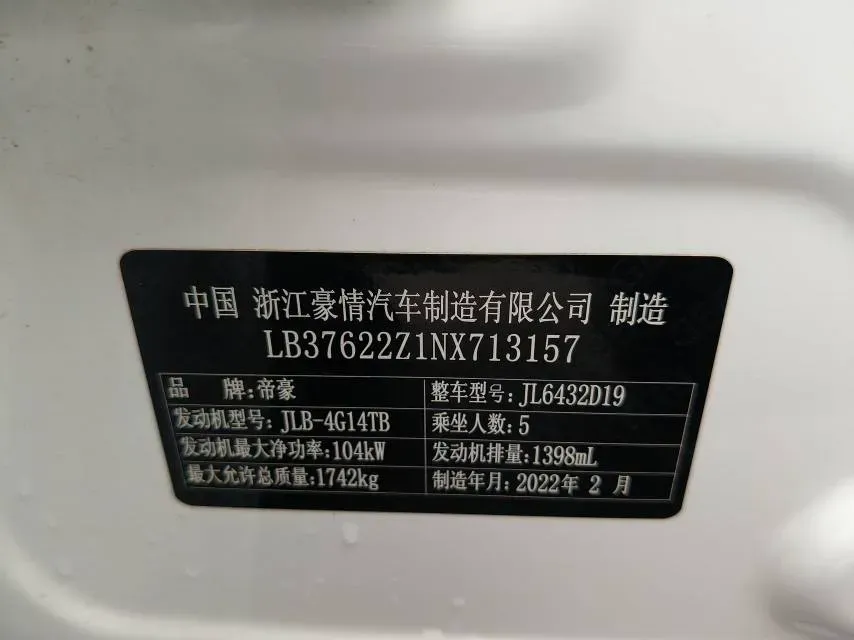 中国 浙江豪情汽车制造有限公司 制造
LB37622Z1NX713157
品 牌:帝豪 整车型号:JL6432D19
发动机型号:JLB-4G14TB 乘坐人数:5
发动机最大净功率:104kW 发动机排量:1398mL
最大允许总质量:1742kg 制造年月:2022年 2 月